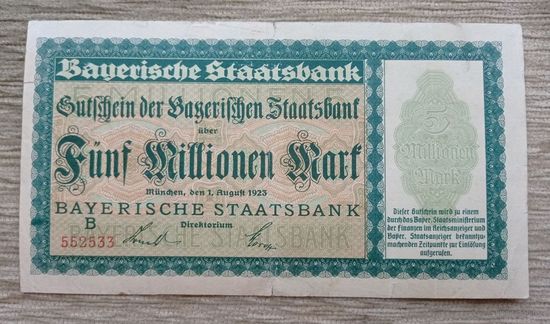 Bayerische Staatsbank
Gutschein der Bayerischen Staatsbank
über
Fünf Millionen Mark
München, den 1. August 1923
BAYERISCHE STAATSBANK
B
Direktorium
552533
5
Millionen
Mark
Dieser Gutschein wird zu einem
durch das Bayer. Staatsministerium
der Finanzen im Reichsanzeiger und
Bayer. Staatsanzeiger bekanntzu-
machenden Zeitpunkte zur Einlösung
aufgerufen.